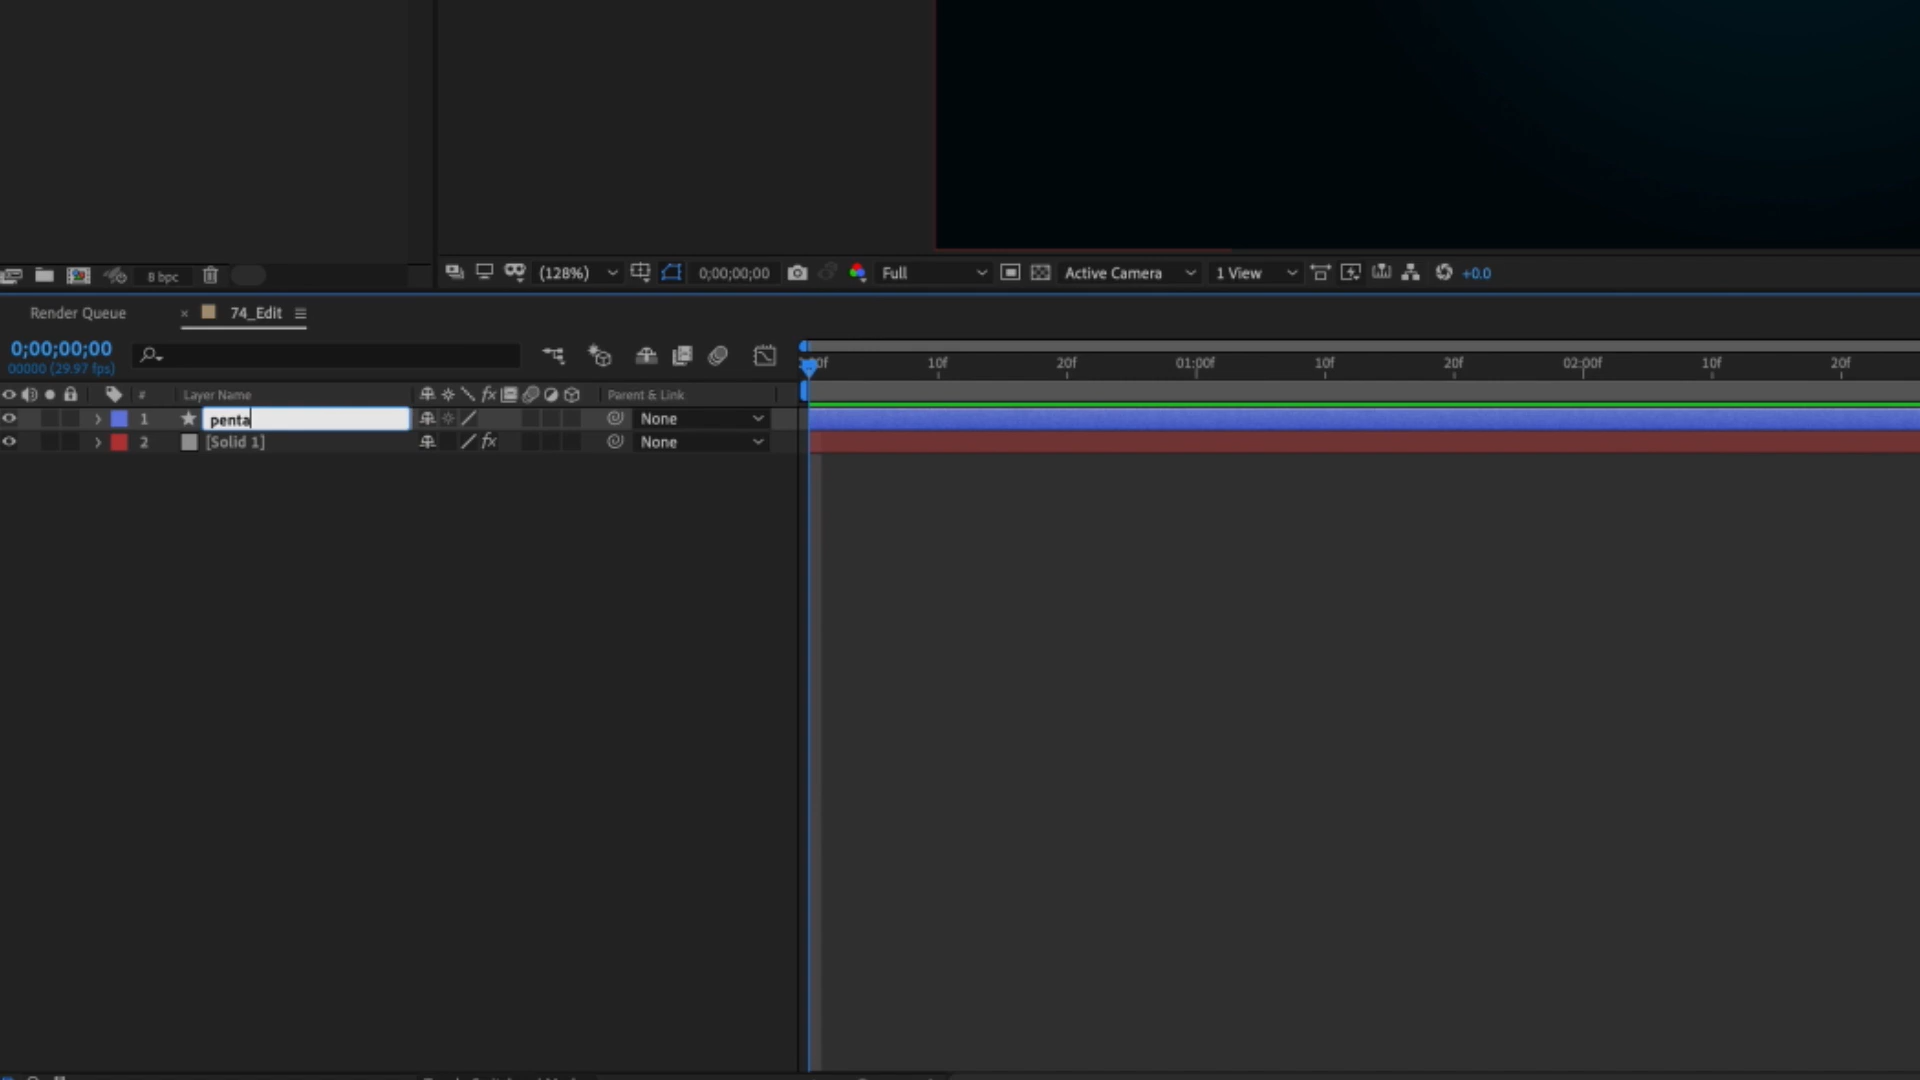 8 bpc
(128%)
0;00;00;00
Full
Active Camera
1 View
+0.0
Render Queue
× 74_Edit
0;00;00;00
00000 (29.97 fps)
10f
20f
01:00f
10f
20f
02:00f
10f
20f
#
Layer Name
fx
Parent & Link
1
penta
None
2
[Solid 1]
fx
None